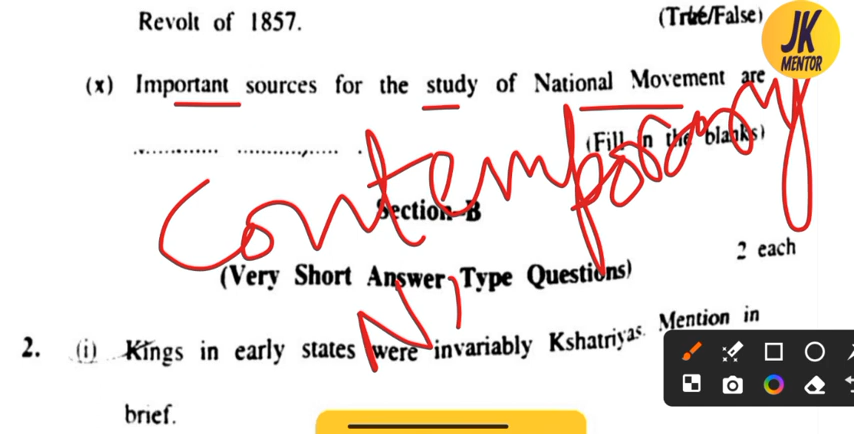 Revolt of 1857. (True/False)
JK
MENTOR
(x) Important sources for the study of National Movement are
.................. .................. . (Fill in the blanks)
Contemporary
Section–B
2 each
(Very Short Answer Type Questions)
N
2. (i) Kings in early states were invariably Kshatriyas. Mention in
brief.